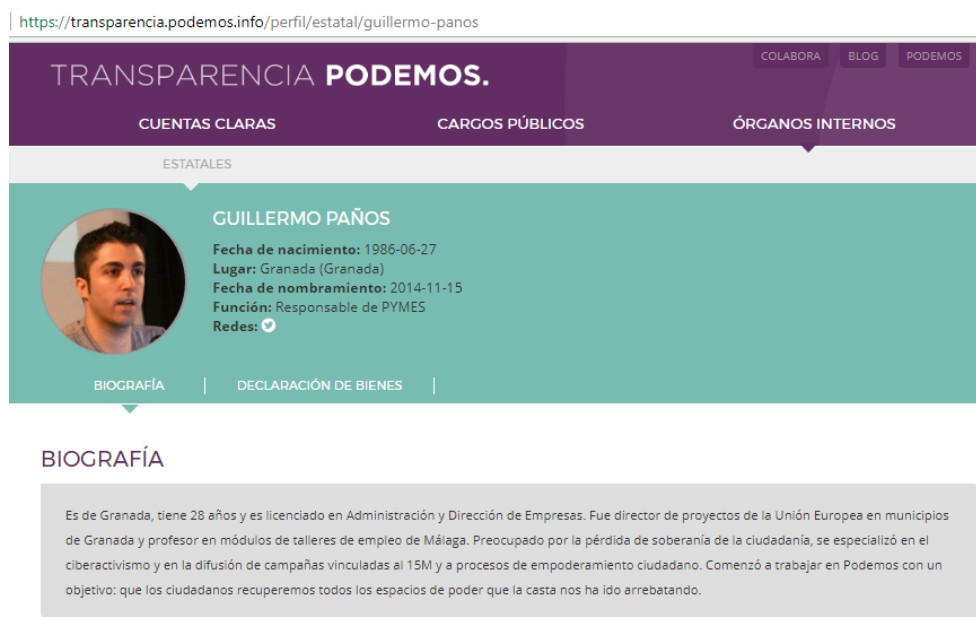 https://transparencia.podemos.info/perfil/estatal/guillermo-panos
COLABORA BLOG PODEMOS
TRANSPARENCIA PODEMOS.
CUENTAS CLARAS CARGOS PÚBLICOS ÓRGANOS INTERNOS
ESTATALES
GUILLERMO PAÑOS
Fecha de nacimiento: 1986-06-27
Lugar: Granada (Granada)
Fecha de nombramiento: 2014-11-15
Función: Responsable de PYMES
Redes:
BIOGRAFÍA DECLARACIÓN DE BIENES
BIOGRAFÍA
Es de Granada, tiene 28 años y es licenciado en Administración y Dirección de Empresas. Fue director de proyectos de la Unión Europea en municipios
de Granada y profesor en módulos de talleres de empleo de Málaga. Preocupado por la pérdida de soberanía de la ciudadanía, se especializó en el
ciberactivismo y en la difusión de campañas vinculadas al 15M y a procesos de empoderamiento ciudadano. Comenzó a trabajar en Podemos con un
objetivo: que los ciudadanos recuperemos todos los espacios de poder que la casta nos ha ido arrebatando.